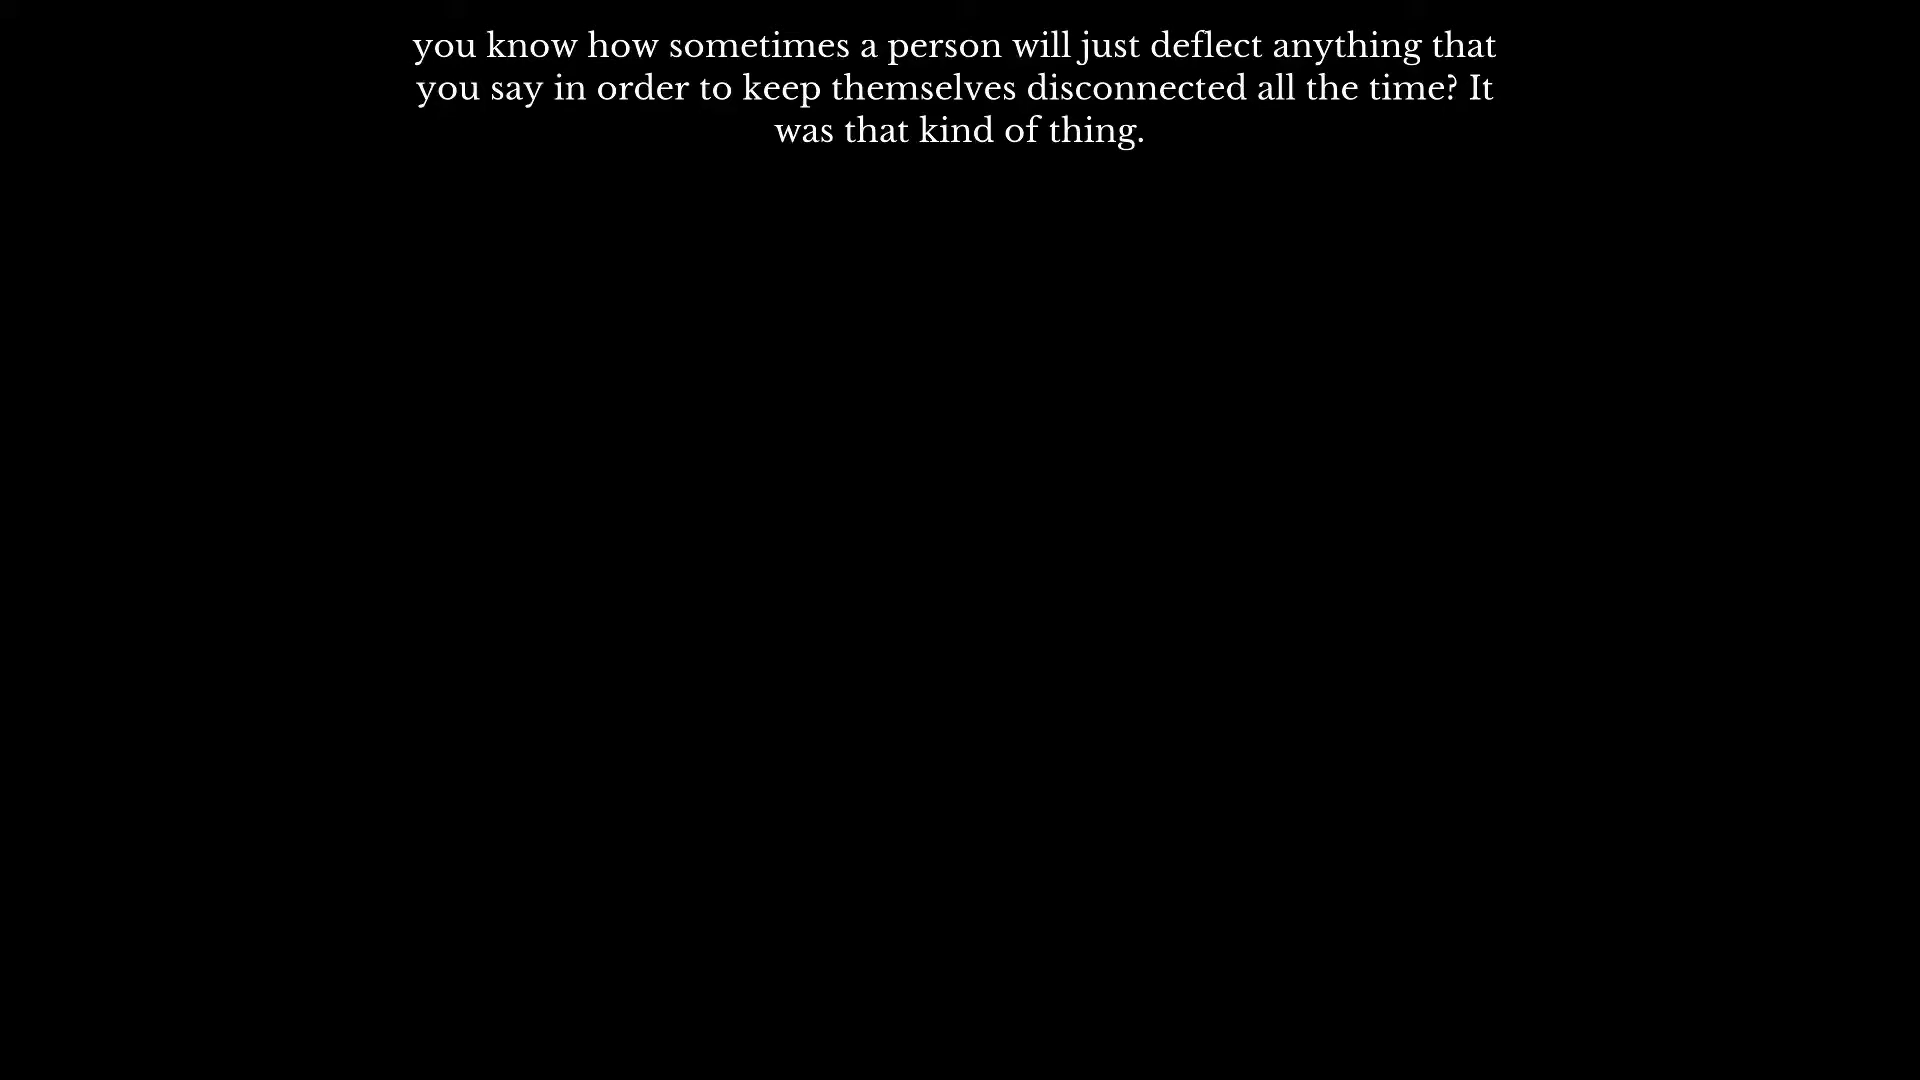 you know how sometimes a person will just deflect anything that
you say in order to keep themselves disconnected all the time? It
was that kind of thing.